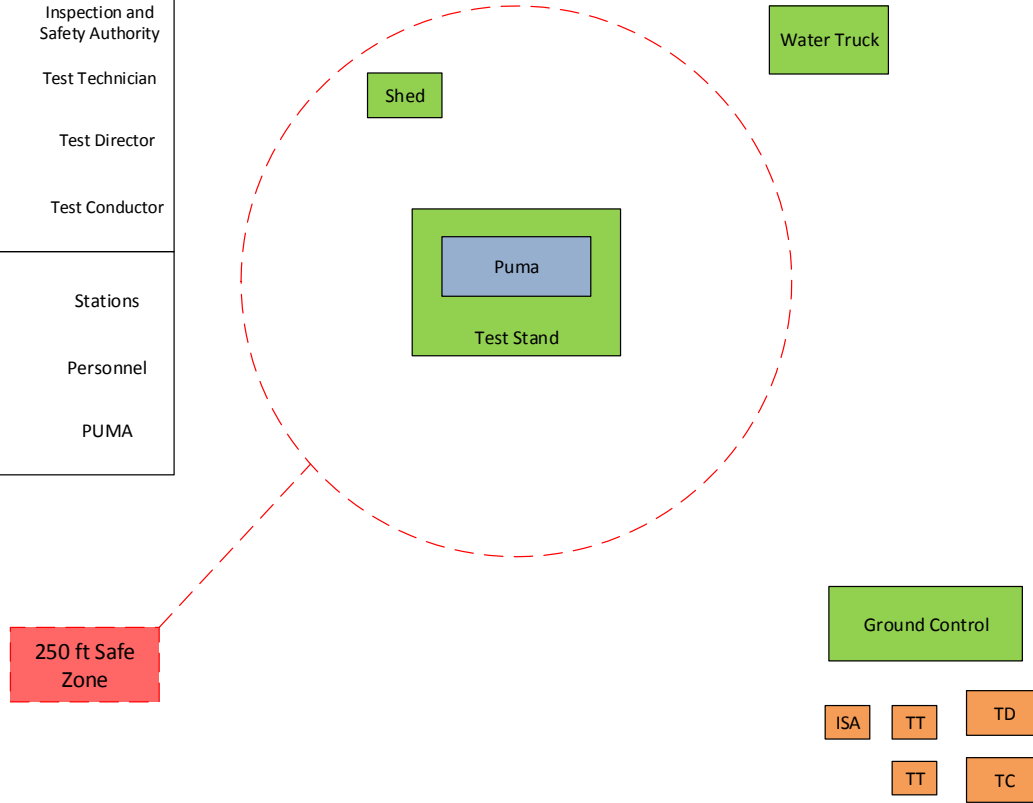 Inspection and
Safety Authority
Test Technician
Test Director
Test Conductor
Stations
Personnel
PUMA
Shed
Water Truck
Puma
Test Stand
250 ft Safe
Zone
Ground Control
ISA
TT
TD
TT
TC